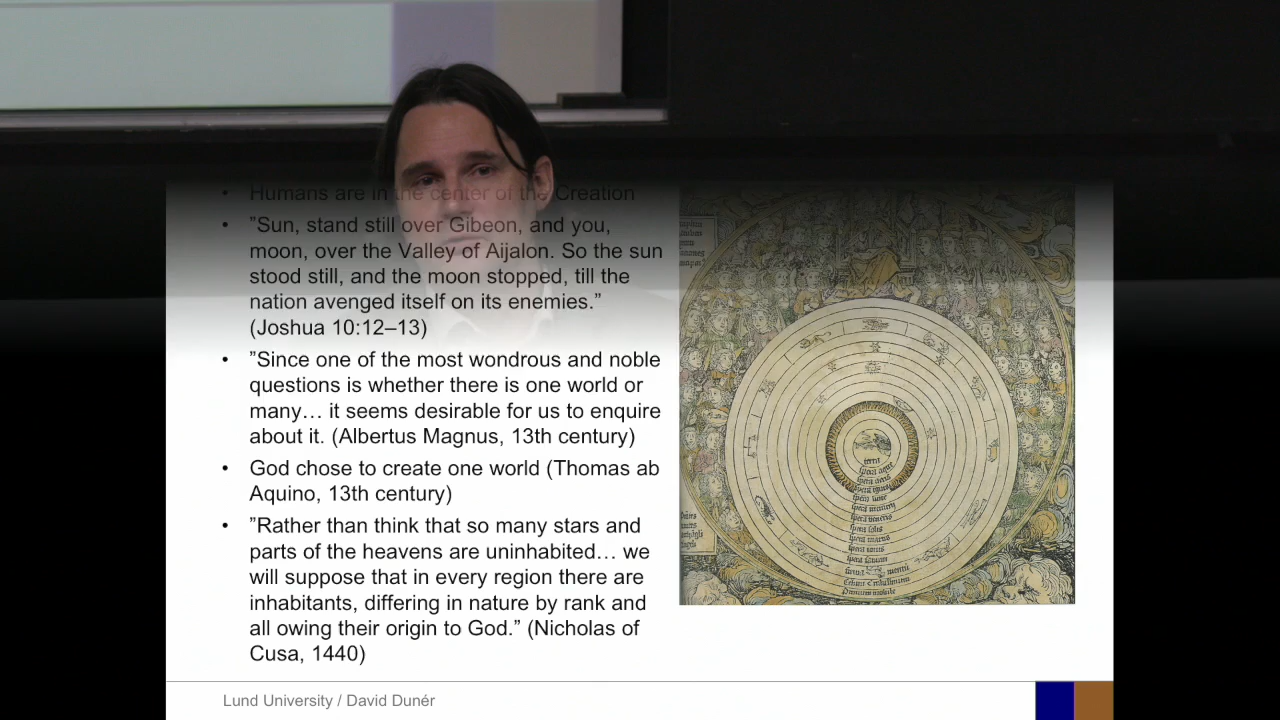 • Humans are in the center of the Creation
• ”Sun, stand still over Gibeon, and you,
moon, over the Valley of Aijalon. So the sun
stood still, and the moon stopped, till the
nation avenged itself on its enemies.”
(Joshua 10:12–13)
• ”Since one of the most wondrous and noble
questions is whether there is one world or
many… it seems desirable for us to enquire
about it. (Albertus Magnus, 13th century)
• God chose to create one world (Thomas ab
Aquino, 13th century)
• ”Rather than think that so many stars and
parts of the heavens are uninhabited… we
will suppose that in every region there are
inhabitants, differing in nature by rank and
all owing their origin to God.” (Nicholas of
Cusa, 1440)
Lund University / David Dunér